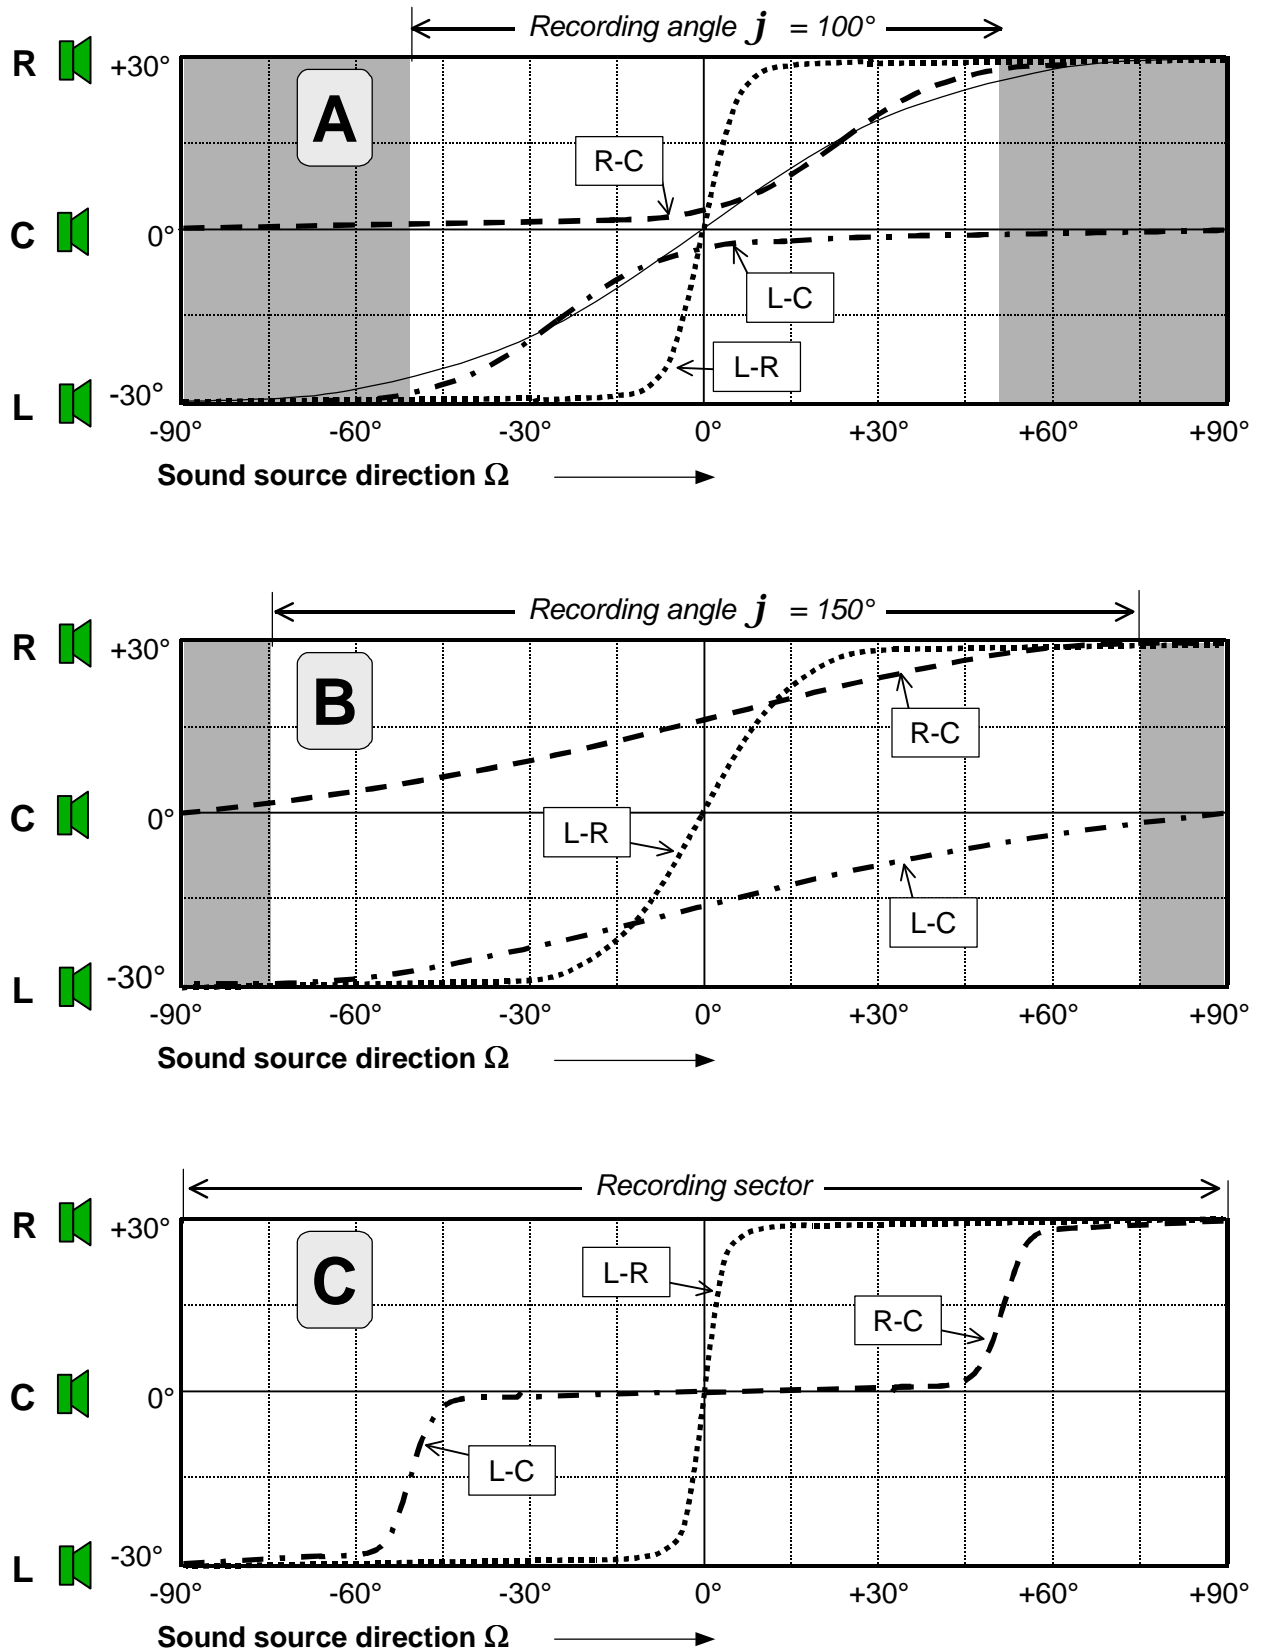 Recording angle j = 100°
R +30°
A
R-C
C 0°
L-C
L-R
L -30°
-90° -60° -30° 0° +30° +60° +90°
Sound source direction Ω
Recording angle j = 150°
R +30°
B
R-C
C 0°
L-R
L-C
L -30°
-90° -60° -30° 0° +30° +60° +90°
Sound source direction Ω
Recording sector
R +30°
C
L-R
R-C
C 0°
L-C
L -30°
-90° -60° -30° 0° +30° +60° +90°
Sound source direction Ω